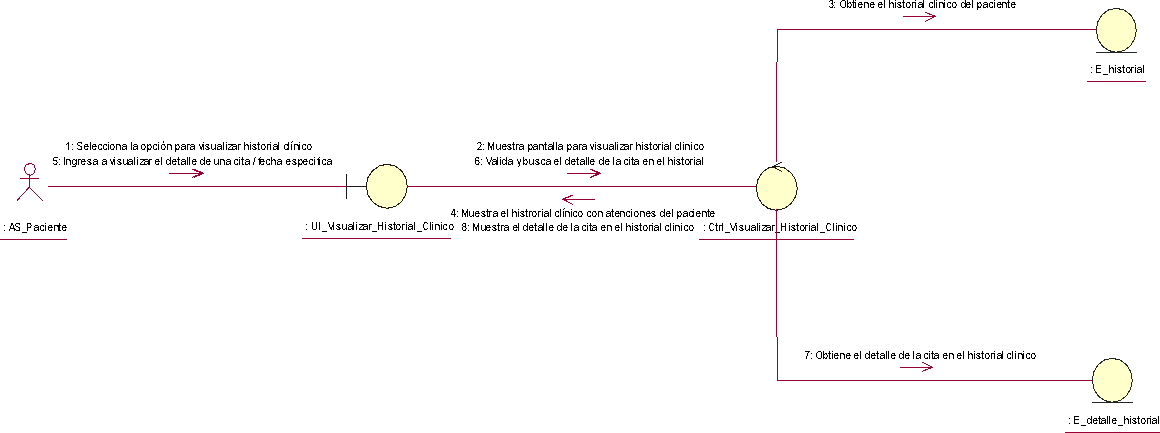 3: Obtiene el historial clinico del paciente
: E_historial
1: Selecciona la opción para visualizar historial clínico
5: Ingresa a visualizar el detalle de una cita / fecha especifica
2: Muestra pantalla para visualizar historial clinico
6: Valida y busca el detalle de la cita en el historial
4: Muestra el histrorial clínico con atenciones del paciente
8: Muestra el detalle de la cita en el historial clinico
: AS_Paciente
: UI_Visualizar_Historial_Clinico
: Ctrl_Visualizar_Historial_Clinico
7: Obtiene el detalle de la cita en el historial clinico
: E_detalle_historial